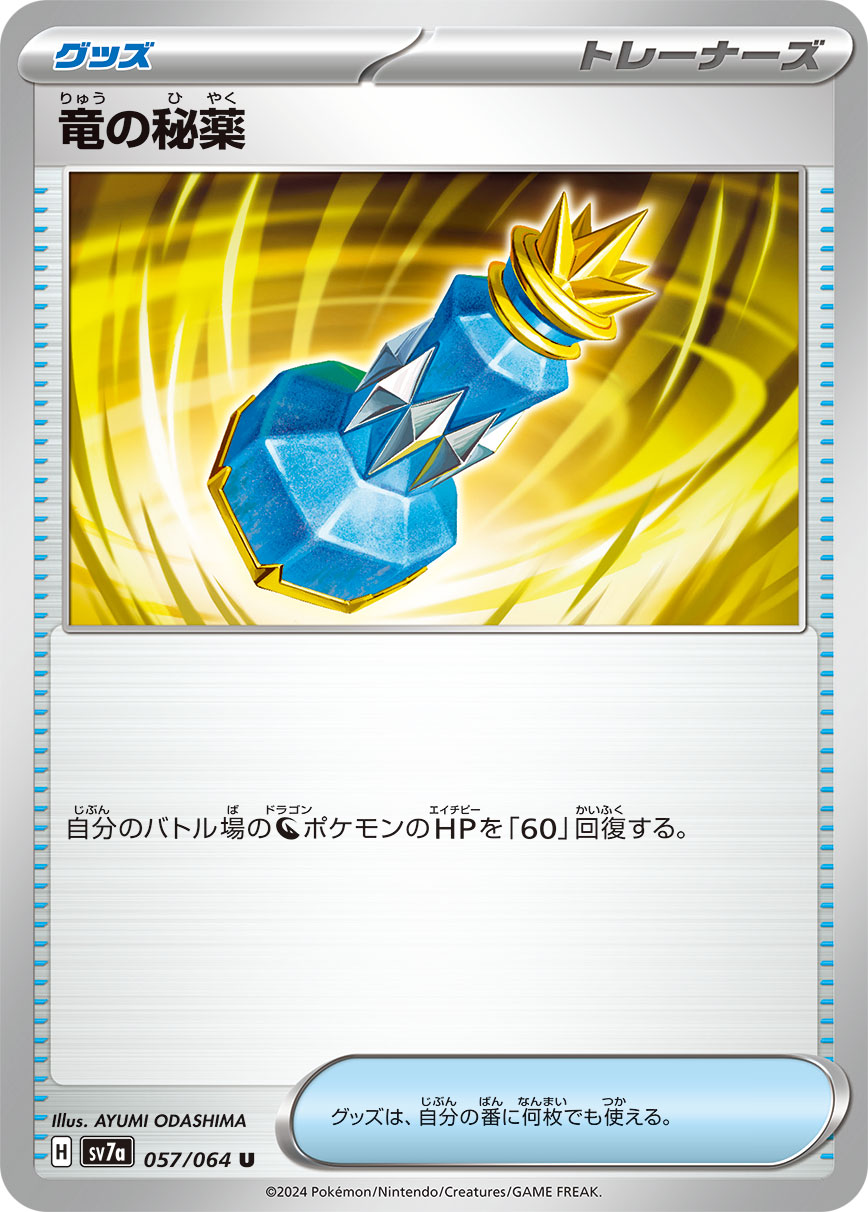 グッズ
トレーナーズ
りゅう ひ やく
竜の秘薬
じぶん ば ドラゴン エイチピー かいふく
自分のバトル場のポケモンのHPを「60」回復する。
じぶん ばん なんまい つか
グッズは、自分の番に何枚でも使える。
Illus. AYUMI ODASHIMA
H sv7a 057/064 U
©2024 Pokémon/Nintendo/Creatures/GAME FREAK.